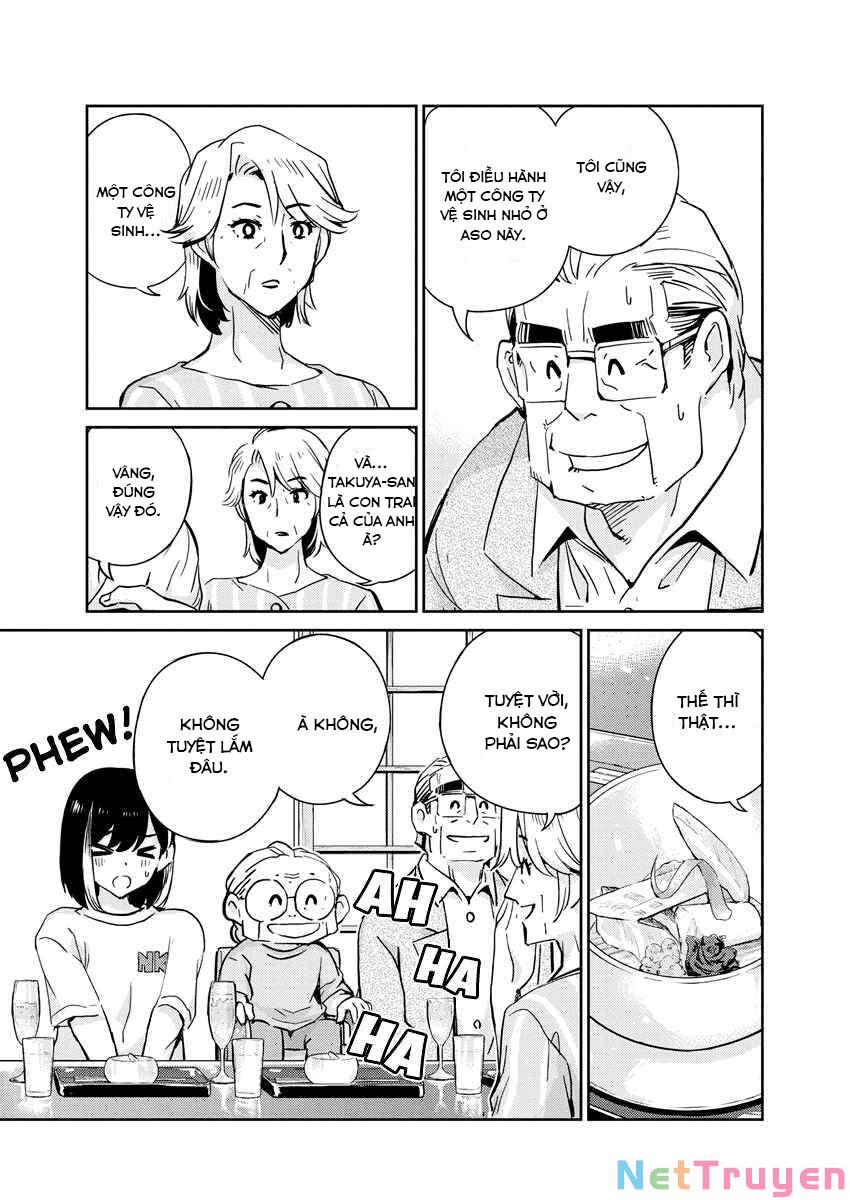 TÔI CŨNG
VẬY,
TÔI ĐIỀU HÀNH
MỘT CÔNG TY
VỆ SINH NHỎ Ở
ASO NÀY.
MỘT CÔNG
TY VỆ
SINH...
VÀ...
TAKUYA-SAN
LÀ CON TRAI
CẢ CỦA ANH
À?
VÂNG,
ĐÚNG
VẬY ĐÓ.
THẾ THÌ
THẬT...
TUYỆT VỜI,
KHÔNG
PHẢI SAO?
À KHÔNG,
KHÔNG
TUYỆT LẮM
ĐÂU.
PHEW!
AH
HA
HA
NK
NetTruyen